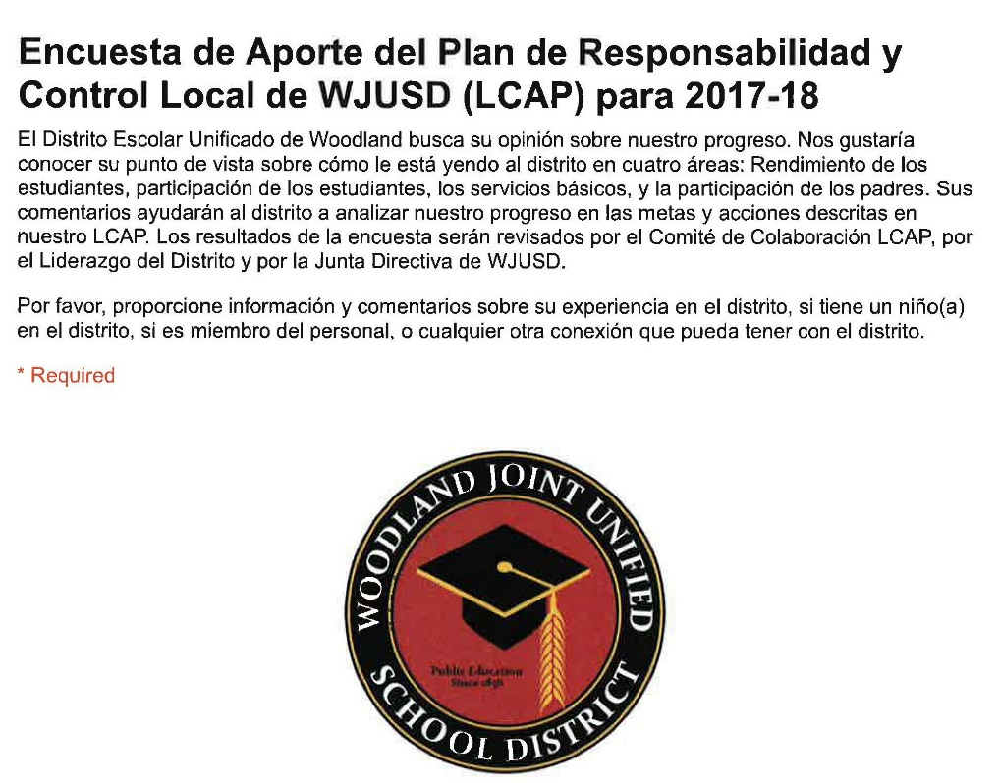 Encuesta de Aporte del Plan de Responsabilidad y
Control Local de WJUSD (LCAP) para 2017-18
El Distrito Escolar Unificado de Woodland busca su opinión sobre nuestro progreso. Nos gustaría
conocer su punto de vista sobre cómo le está yendo al distrito en cuatro áreas: Rendimiento de los
estudiantes, participación de los estudiantes, los servicios básicos, y la participación de los padres. Sus
comentarios ayudarán al distrito a analizar nuestro progreso en las metas y acciones descritas en
nuestro LCAP. Los resultados de la encuesta serán revisados por el Comité de Colaboración LCAP, por
el Liderazgo del Distrito y por la Junta Directiva de WJUSD.
Por favor, proporcione información y comentarios sobre su experiencia en el distrito, si tiene un niño(a)
en el distrito, si es miembro del personal, o cualquier otra conexión que pueda tener con el distrito.
* Required
WOODLAND JOINT UNIFIED
Public Education
Since
SCHOOL DISTRICT